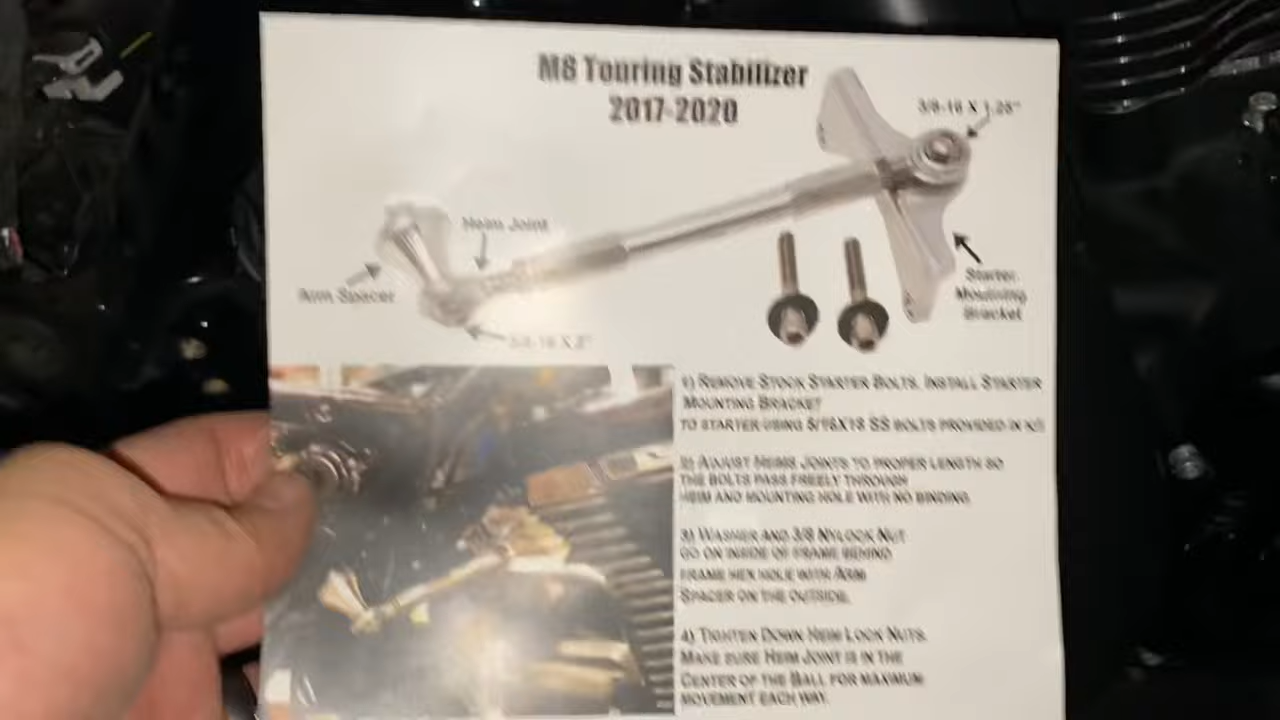 M8 Touring Stabilizer
2017-2020
3/8-16 X 1.25"
Heim Joint
Arm Spacer
Starter
Mounting
Bracket
3/8-16 X 2"
1) REMOVE STOCK STARTER BOLTS. INSTALL STARTER
MOUNTING BRACKET
TO STARTER USING 5/16X18 SS BOLTS PROVIDED IN KIT
2) ADJUST HEIMS JOINTS TO PROPER LENGTH SO
THE BOLTS PASS FREELY THROUGH
HEIM AND MOUNTING HOLE WITH NO BINDING
3) WASHER AND 3/8 NYLOCK NUT
GO ON INSIDE OF FRAME BEHIND
FRAME HEX HOLE WITH ARM
SPACER ON THE OUTSIDE.
4) TIGHTEN DOWN HEIM LOCK NUTS.
MAKE SURE HEIM JOINT IS IN THE
CENTER OF THE BALL FOR MAXIMUM
MOVEMENT EACH WAY.